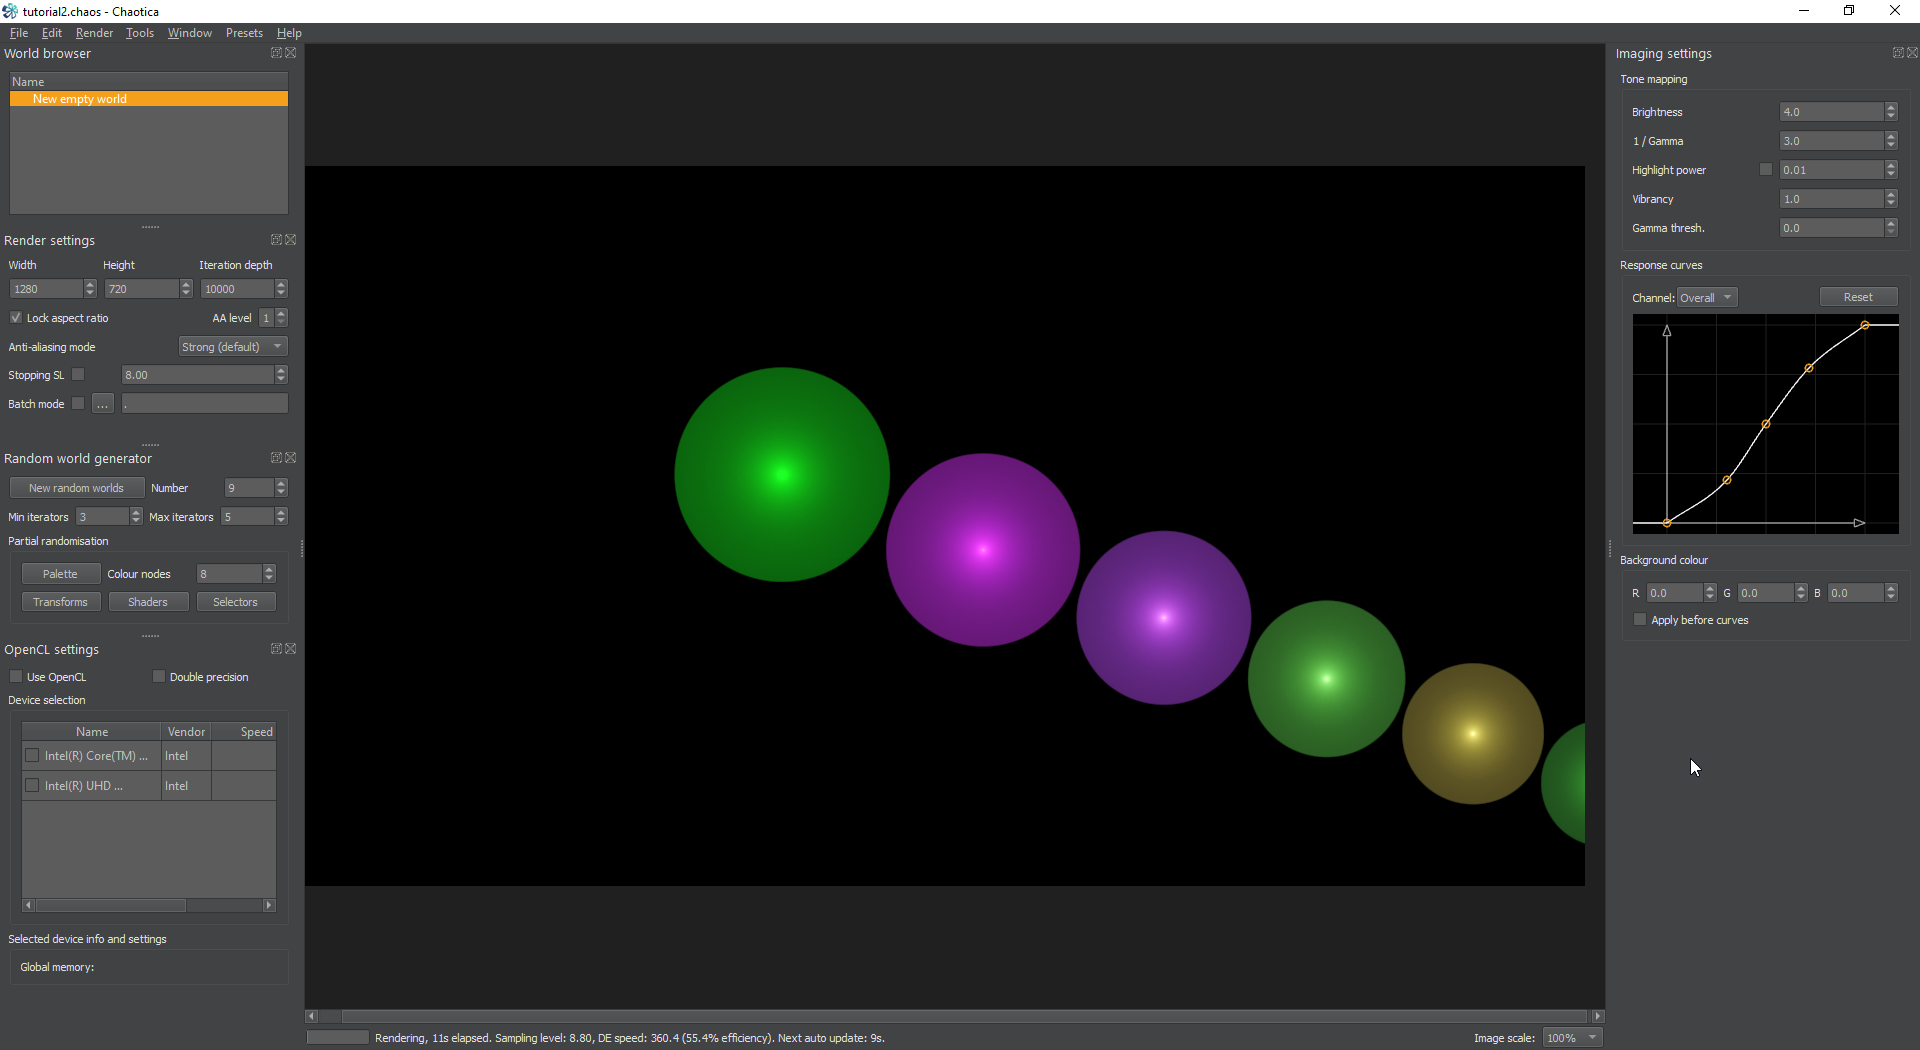 tutorial2.chaos - Chaotica
File Edit Render Tools Window Presets Help
World browser
Name
New empty world
Render settings
Width Height Iteration depth
1280 720 10000
Lock aspect ratio AA level 1
Anti-aliasing mode Strong (default)
Stopping SL 8.00
Batch mode ... .
Random world generator
New random worlds Number 9
Min iterators 3 Max iterators 5
Partial randomisation
Palette Colour nodes 8
Transforms Shaders Selectors
OpenCL settings
Use OpenCL Double precision
Device selection
Name Vendor Speed
Intel(R) Core(TM) ... Intel
Intel(R) UHD ... Intel
Selected device info and settings
Global memory:
Rendering, 11s elapsed. Sampling level: 8.80, DE speed: 360.4 (55.4% efficiency). Next auto update: 9s.
Image scale: 100%
Imaging settings
Tone mapping
Brightness 4.0
1 / Gamma 3.0
Highlight power 0.01
Vibrancy 1.0
Gamma thresh. 0.0
Response curves
Channel: Overall Reset
Background colour
R 0.0 G 0.0 B 0.0
Apply before curves